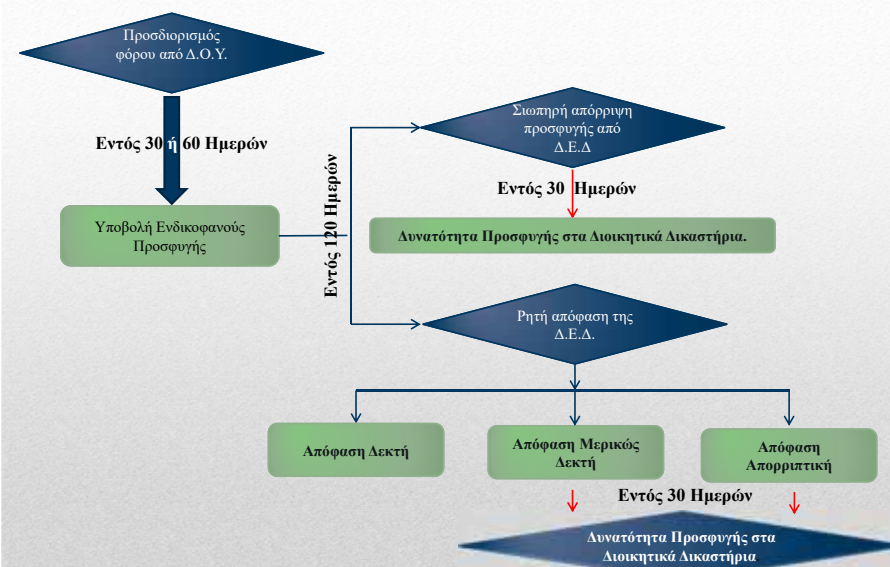 Προσδιορισμός
φόρου από Δ.Ο.Υ.
Εντός 30 ή 60 Ημερών
Υποβολή Ενδικοφανούς
Προσφυγής
Εντός 120 Ημερών
Σιωπηρή απόρριψη
προσφυγής από
Δ.Ε.Δ
Εντός 30 Ημερών
Δυνατότητα Προσφυγής στα Διοικητικά Δικαστήρια.
Ρητή απόφαση της
Δ.Ε.Δ.
Απόφαση Δεκτή
Απόφαση Μερικώς
Δεκτή
Απόφαση
Απορριπτική
Εντός 30 Ημερών
Δυνατότητα Προσφυγής στα
Διοικητικά Δικαστήρια.